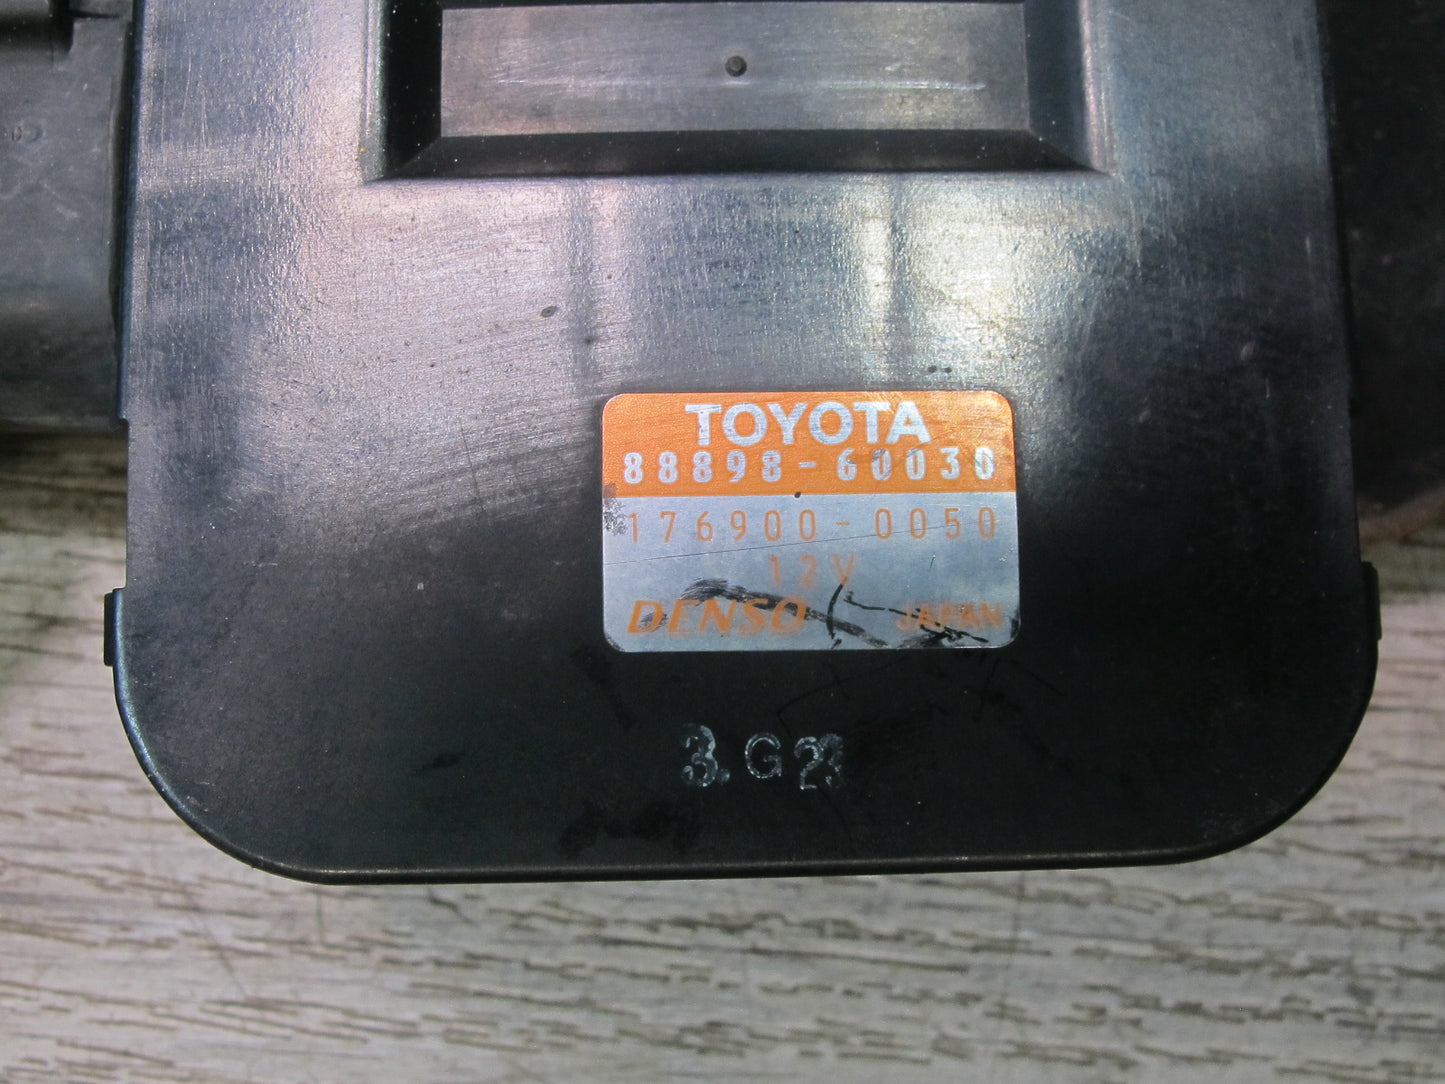 TOYOTA
88898-60030
176900-0050
12V
DENSO JAPAN
3.G23